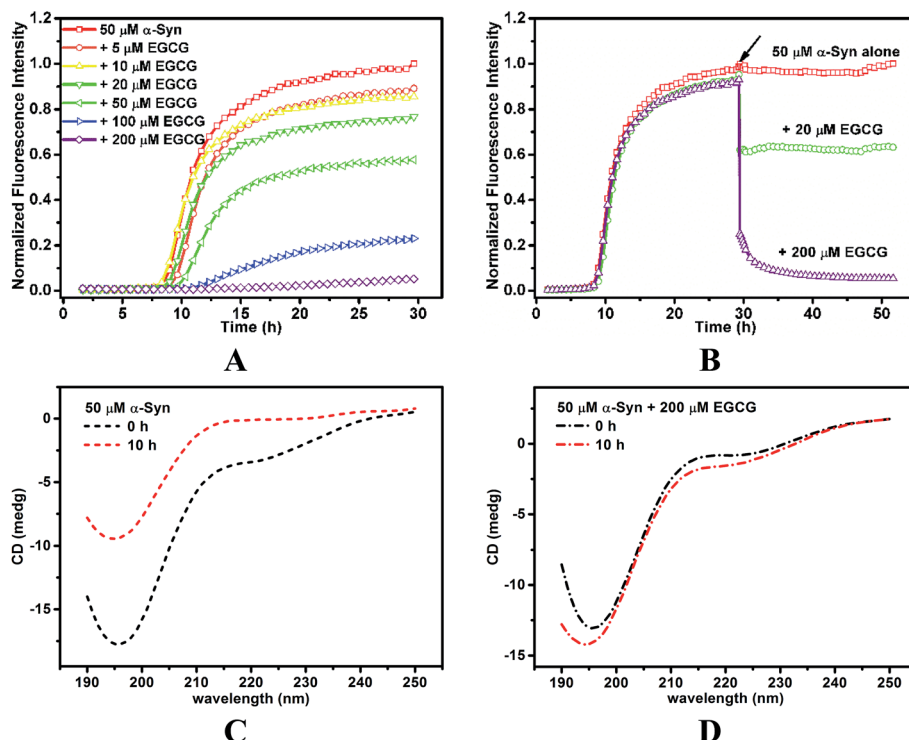 Normalized Fluorescence Intensity
1.2
1.0
0.8
0.6
0.4
0.2
0.0
50 μM α-Syn
+ 5 μM EGCG
+ 10 μM EGCG
+ 20 μM EGCG
+ 50 μM EGCG
+ 100 μM EGCG
+ 200 μM EGCG
0 5 10 15 20 25 30
Time (h)
A
Normalized Fluorescence Intensity
1.2
1.0
0.8
0.6
0.4
0.2
0.0
50 μM α-Syn alone
+ 20 μM EGCG
+ 200 μM EGCG
0 10 20 30 40 50
Time (h)
B
CD (medg)
0
-5
-10
-15
50 μM α-Syn
0 h
10 h
190 200 210 220 230 240 250
wavelength (nm)
C
CD (medg)
0
-5
-10
-15
50 μM α-Syn + 200 μM EGCG
0 h
10 h
190 200 210 220 230 240 250
wavelength (nm)
D